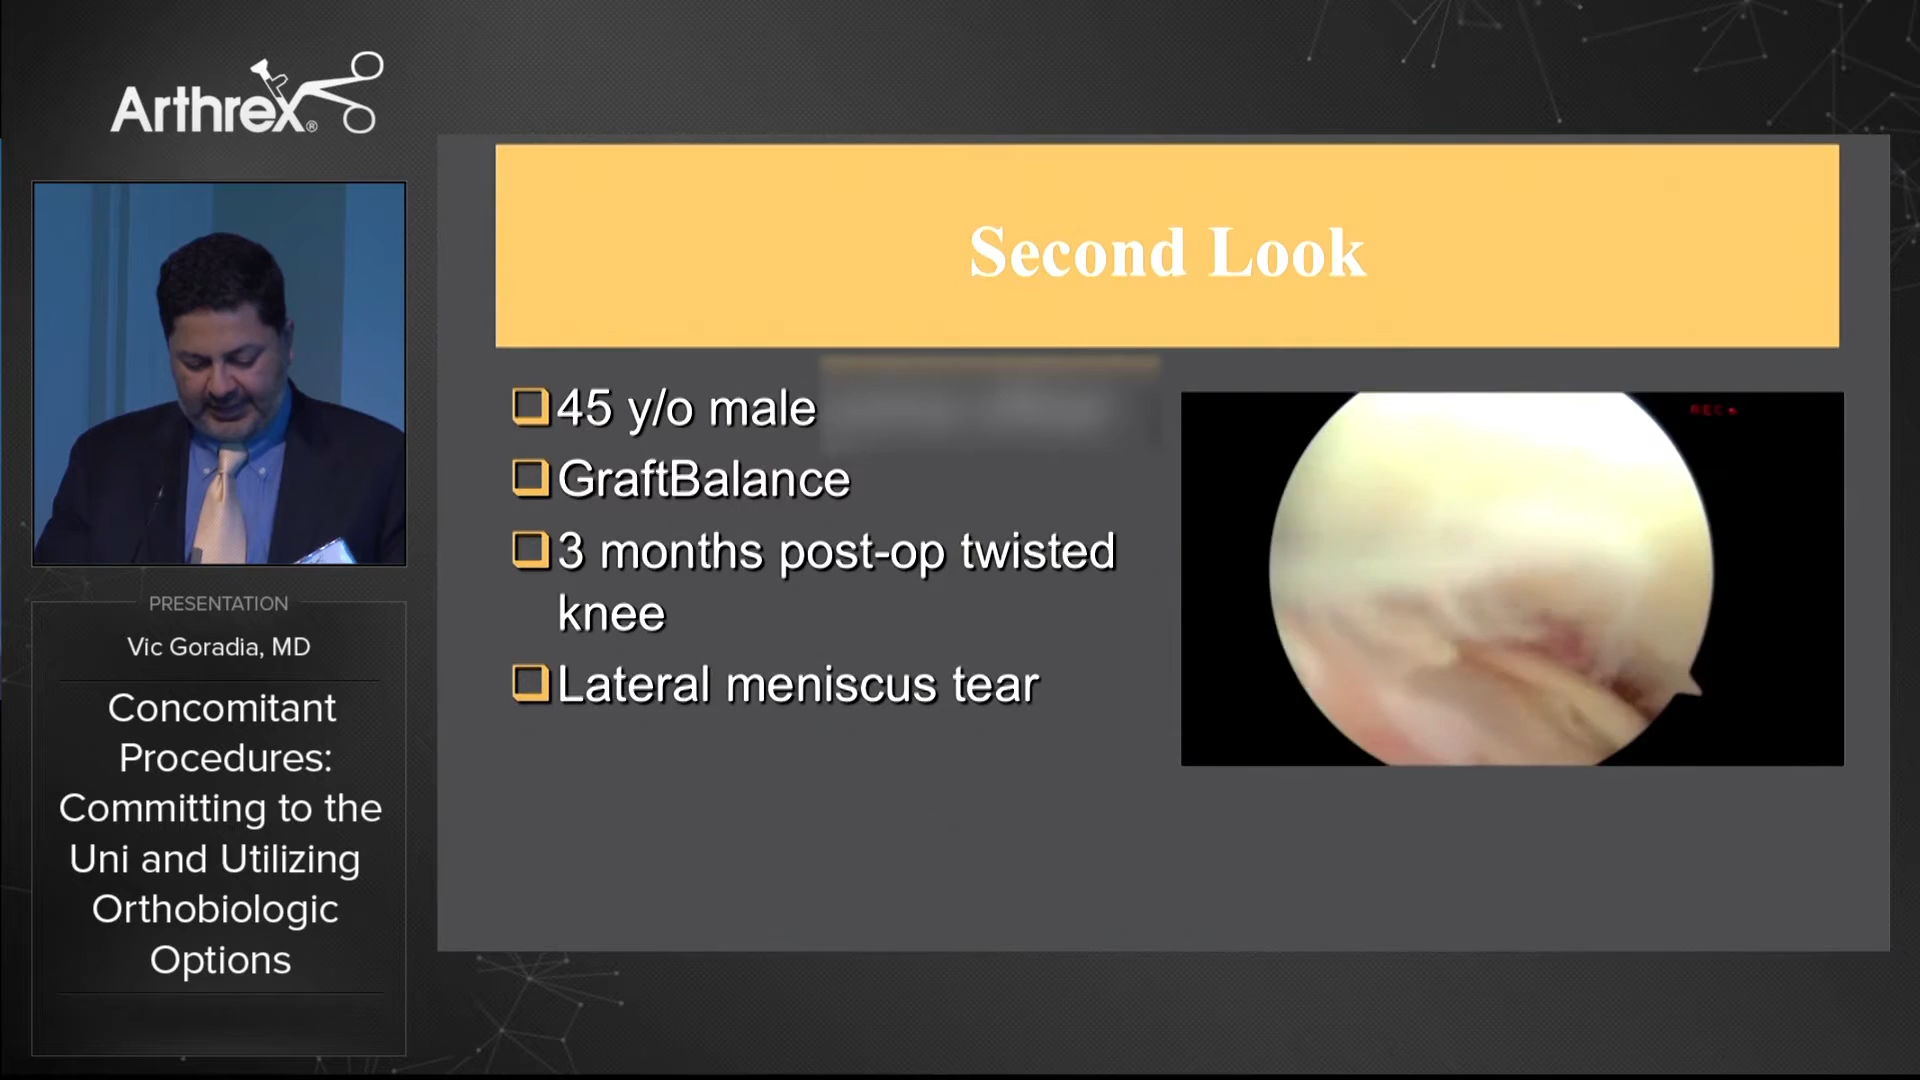 Arthrex®
Second Look
45 y/o male
GraftBalance
3 months post-op twisted
knee
Lateral meniscus tear
REC
PRESENTATION
Vic Goradia, MD
Concomitant
Procedures:
Committing to the
Uni and Utilizing
Orthobiologic
Options